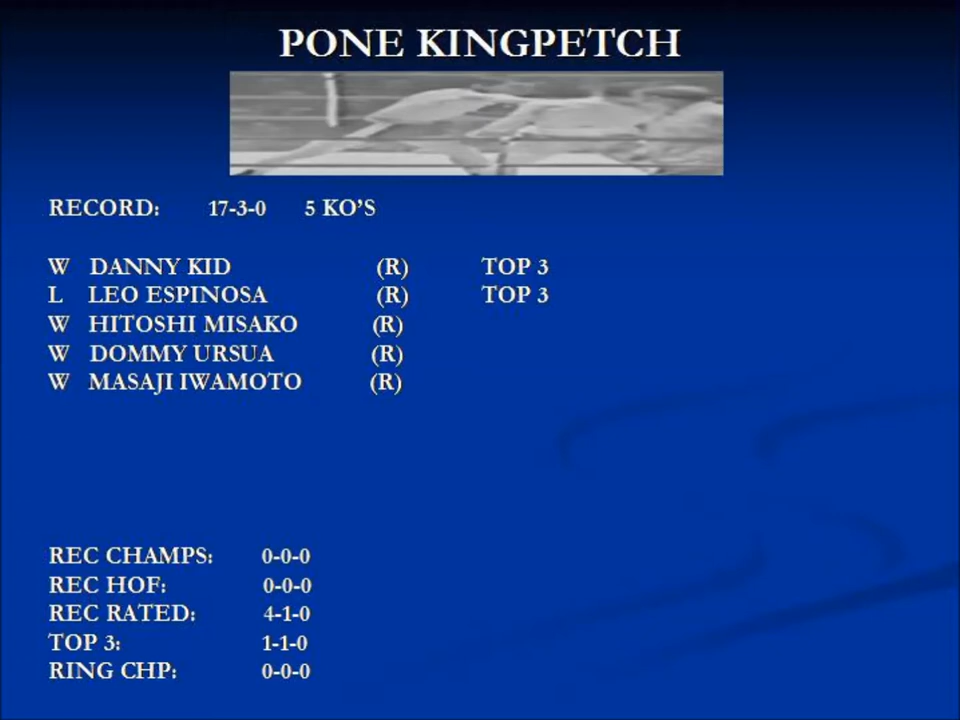 PONE KINGPETCH
RECORD: 17-3-0 5 KO’S
W DANNY KID (R) TOP 3
L LEO ESPINOSA (R) TOP 3
W HITOSHI MISAKO (R)
W DOMMY URSUA (R)
W MASAJI IWAMOTO (R)
REC CHAMPS: 0-0-0
REC HOF: 0-0-0
REC RATED: 4-1-0
TOP 3: 1-1-0
RING CHP: 0-0-0